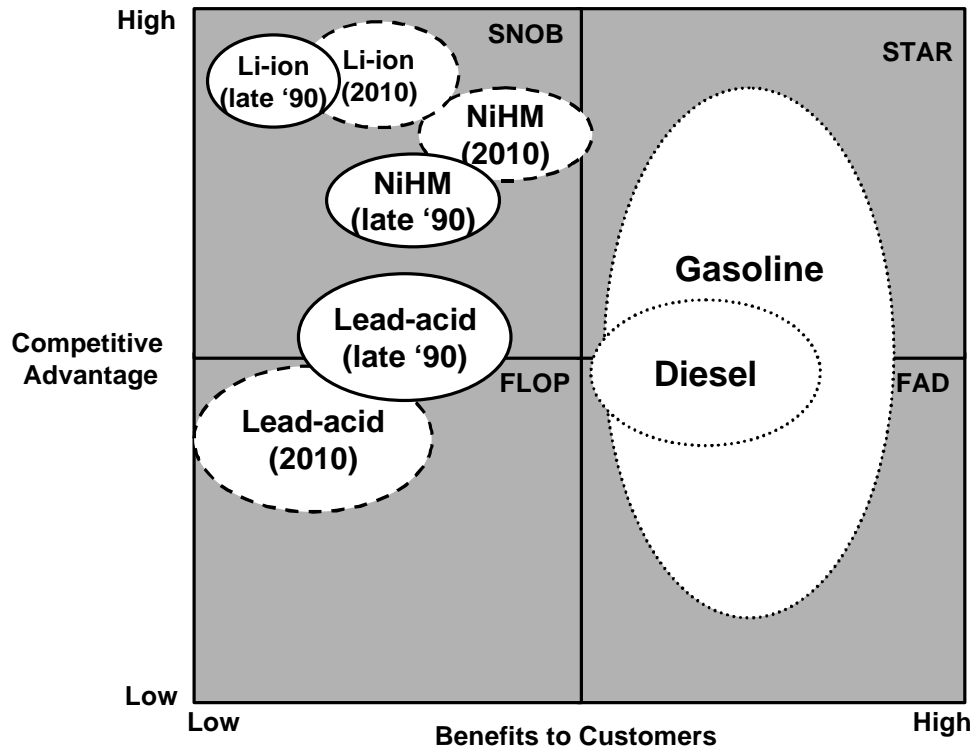 High
SNOB
STAR
Li-ion
(late ‘90)
Li-ion
(2010)
NiHM
(2010)
NiHM
(late ‘90)
Gasoline
Lead-acid
(late ‘90)
Competitive
Advantage
Diesel
FLOP
FAD
Lead-acid
(2010)
Low
Low
Benefits to Customers
High